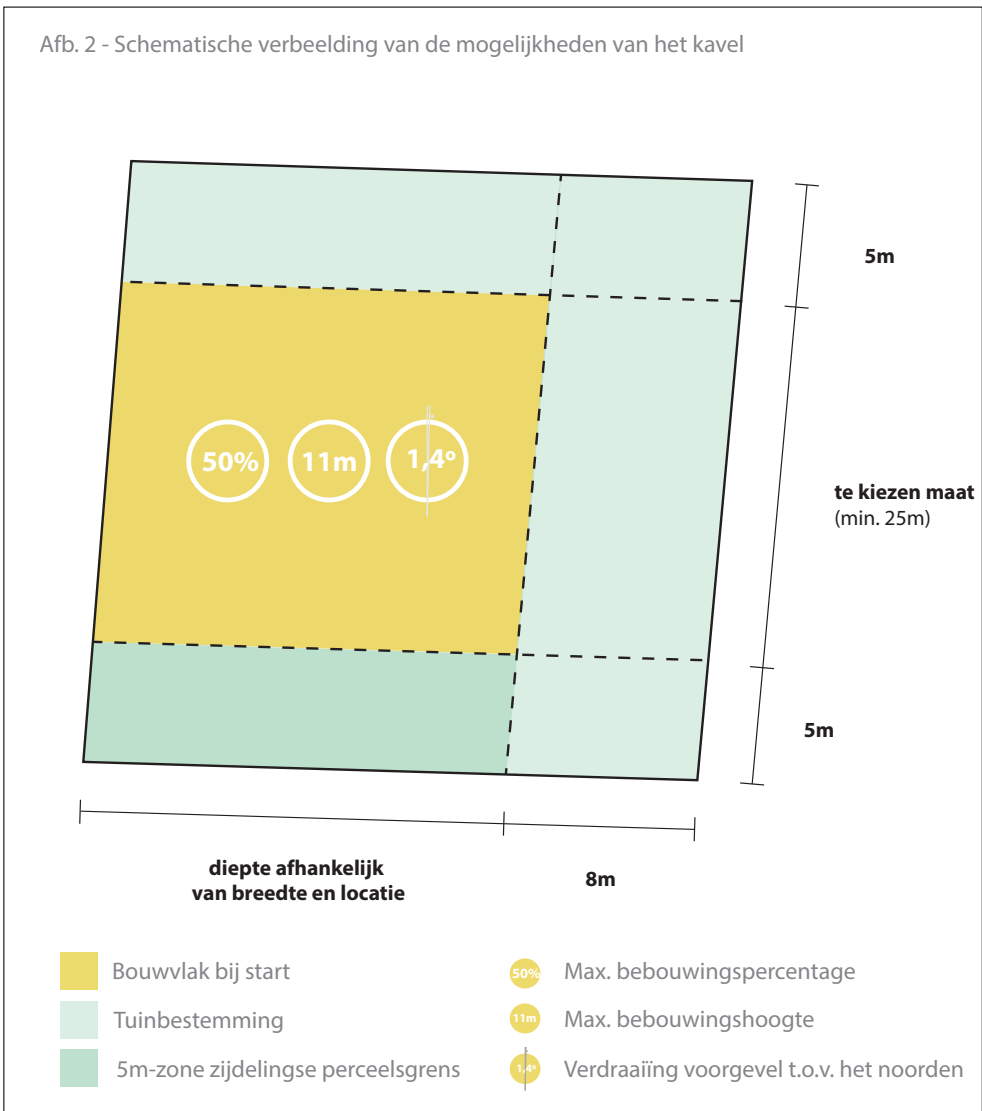 Afb. 2 - Schematische verbeelding van de mogelijkheden van het kavel
5m
50%
11m
1,4º
te kiezen maat
(min. 25m)
5m
diepte afhankelijk
van breedte en locatie
8m
Bouwvlak bij start
Tuinbestemming
5m-zone zijdelingse perceelsgrens
50%
Max. bebouwingspercentage
11m
Max. bebouwingshoogte
1,4º
Verdraaiïng voorgevel t.o.v. het noorden